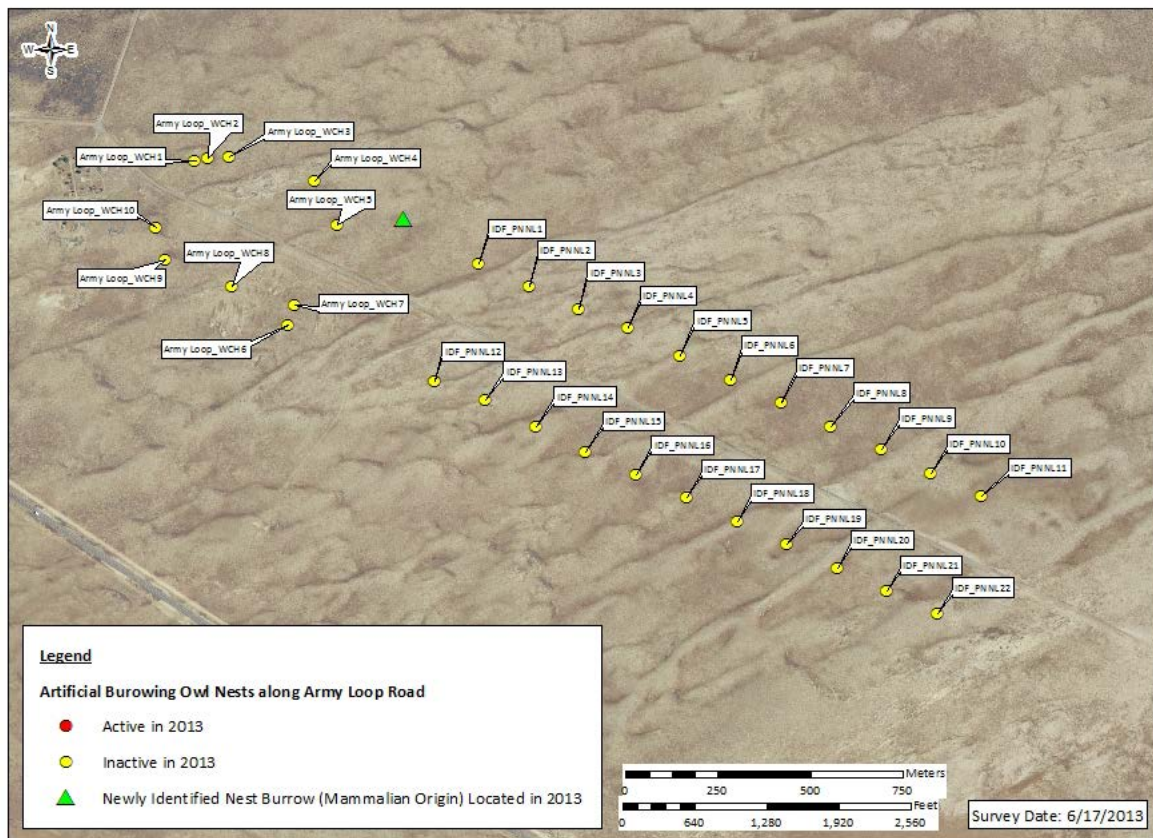 N
W E
S
Army Loop_WCH2
Army Loop_WCH3
Army Loop_WCH1
Army Loop_WCH4
Army Loop_WCH5
Army Loop_WCH10
Army Loop_WCH8
Army Loop_WCH9
Army Loop_WCH7
Army Loop_WCH6
IDF_PNNL1
IDF_PNNL2
IDF_PNNL3
IDF_PNNL4
IDF_PNNL5
IDF_PNNL6
IDF_PNNL7
IDF_PNNL8
IDF_PNNL9
IDF_PNNL10
IDF_PNNL11
IDF_PNNL12
IDF_PNNL13
IDF_PNNL14
IDF_PNNL15
IDF_PNNL16
IDF_PNNL17
IDF_PNNL18
IDF_PNNL19
IDF_PNNL20
IDF_PNNL21
IDF_PNNL22
Legend
Artificial Burowing Owl Nests along Army Loop Road
Active in 2013
Inactive in 2013
Newly Identified Nest Burrow (Mammalian Origin) Located in 2013
Meters
0 250 500 750
Feet
0 640 1,280 1,920 2,560
Survey Date: 6/17/2013